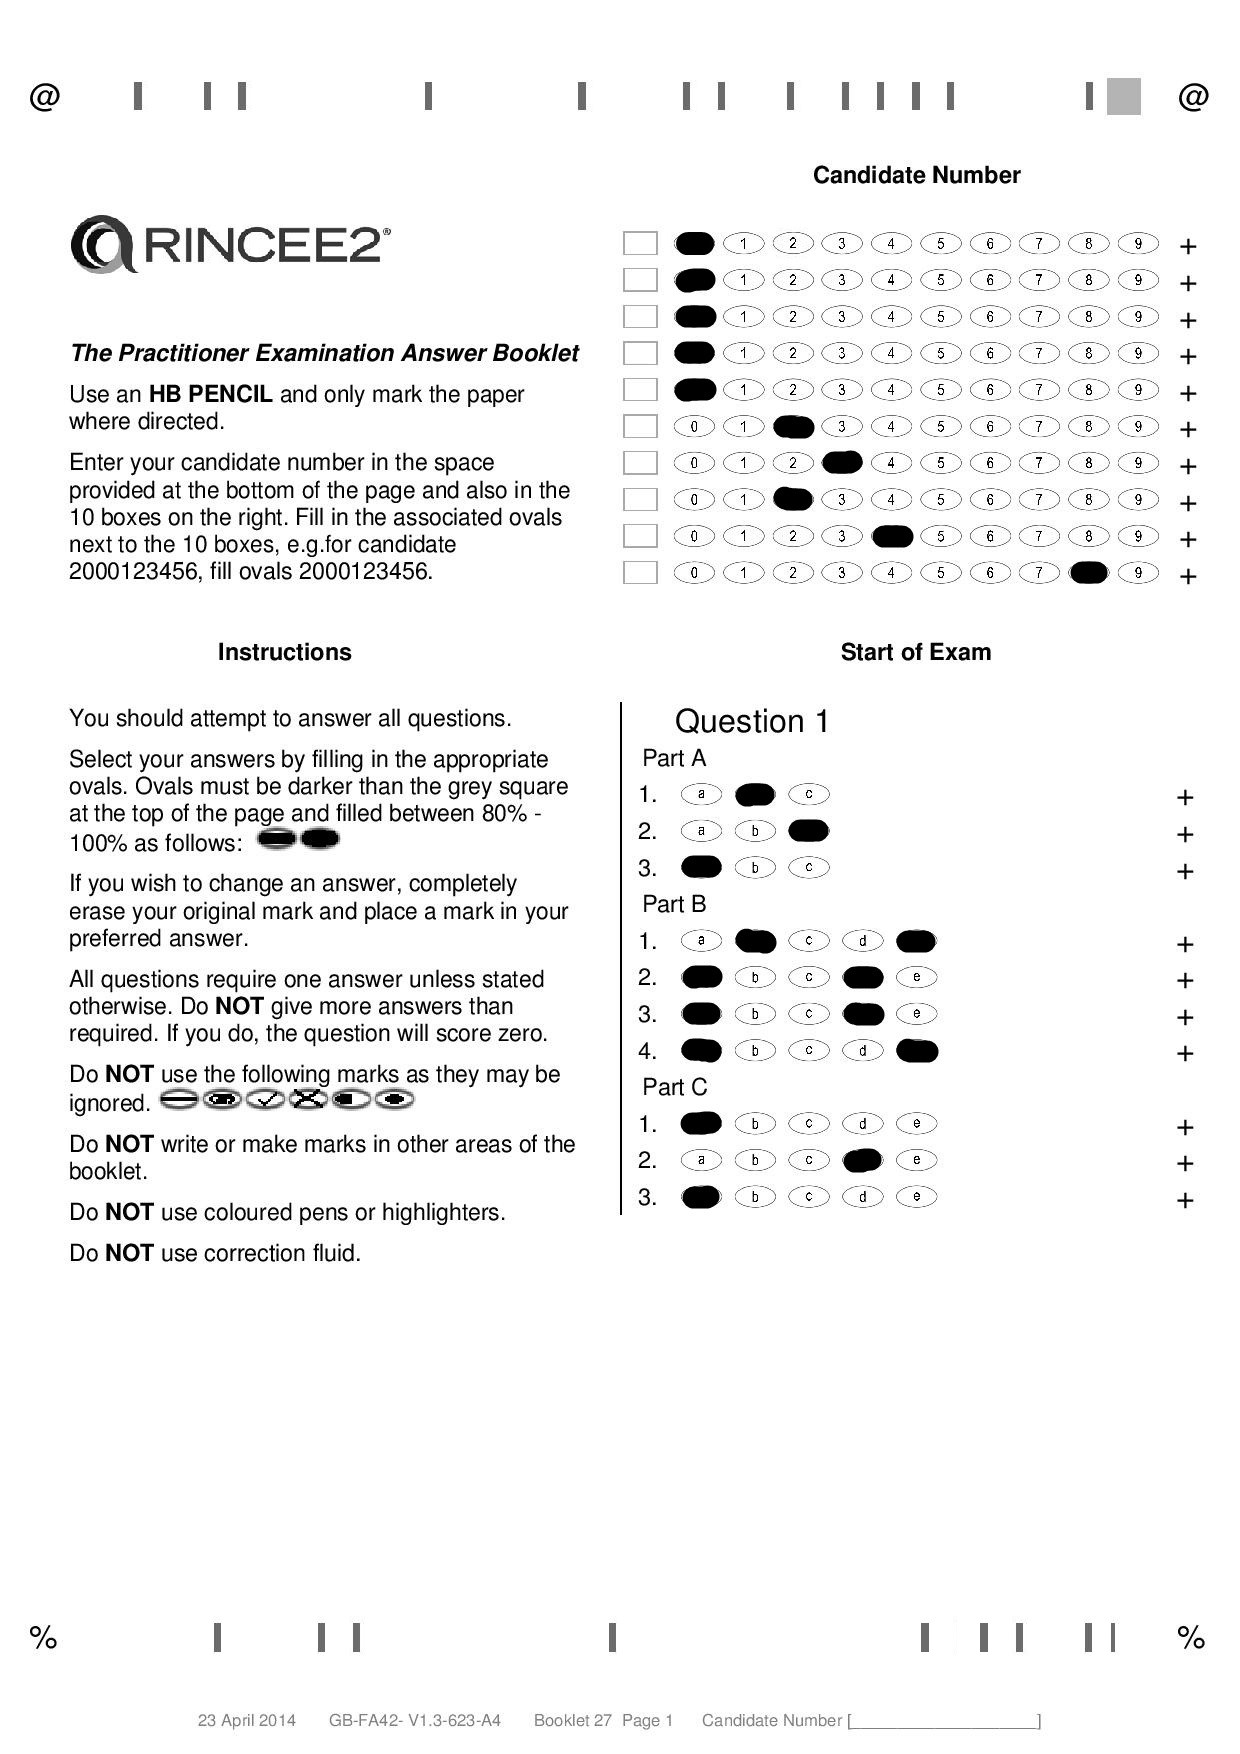 @ @
Candidate Number
RINCEE2®
1 2 3 4 5 6 7 8 9 +
1 2 3 4 5 6 7 8 9 +
1 2 3 4 5 6 7 8 9 +
1 2 3 4 5 6 7 8 9 +
1 2 3 4 5 6 7 8 9 +
0 1 3 4 5 6 7 8 9 +
0 1 2 4 5 6 7 8 9 +
0 1 3 4 5 6 7 8 9 +
0 1 2 3 5 6 7 8 9 +
0 1 2 3 4 5 6 7 9 +
The Practitioner Examination Answer Booklet
Use an HB PENCIL and only mark the paper
where directed.
Enter your candidate number in the space
provided at the bottom of the page and also in the
10 boxes on the right. Fill in the associated ovals
next to the 10 boxes, e.g.for candidate
2000123456, fill ovals 2000123456.
Instructions
You should attempt to answer all questions.
Select your answers by filling in the appropriate
ovals. Ovals must be darker than the grey square
at the top of the page and filled between 80% -
100% as follows:
If you wish to change an answer, completely
erase your original mark and place a mark in your
preferred answer.
All questions require one answer unless stated
otherwise. Do NOT give more answers than
required. If you do, the question will score zero.
Do NOT use the following marks as they may be
ignored.
Do NOT write or make marks in other areas of the
booklet.
Do NOT use coloured pens or highlighters.
Do NOT use correction fluid.
Start of Exam
Question 1
Part A
1. a c +
2. a b +
3. b c +
Part B
1. a c d +
2. b c e +
3. b c e +
4. b c d +
Part C
1. b c d e +
2. a b c e +
3. b c d e +
% %
23 April 2014 GB-FA42- V1.3-623-A4 Booklet 27 Page 1 Candidate Number [____________________]